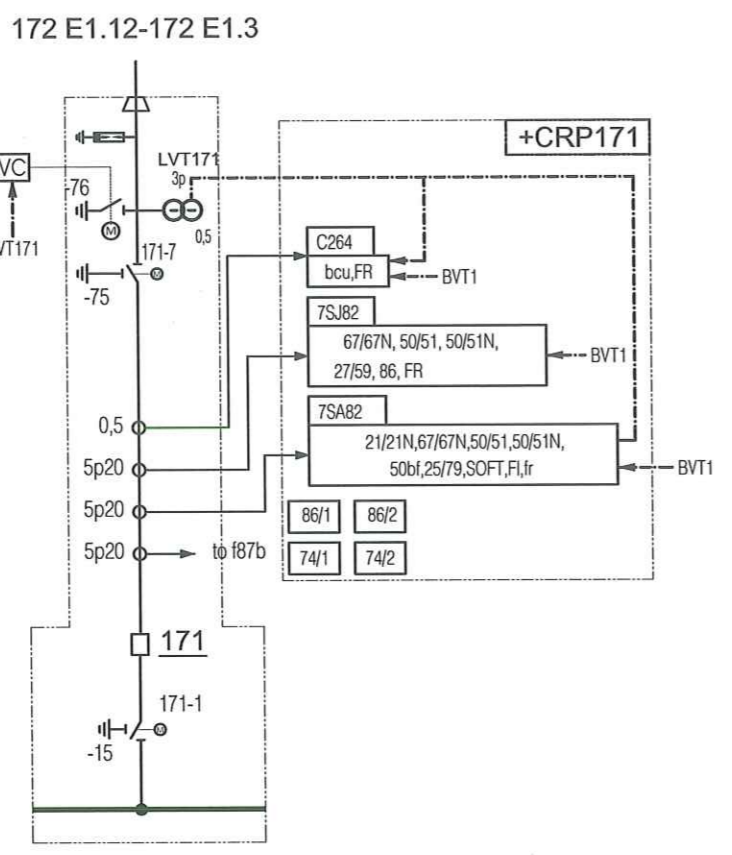 172 E1.12-172 E1.3
+CRP171
LVT171
3p
VC
-76
0,5
M
VT171
171-7
M
-75
C264
bcu,FR
BVT1
7SJ82
67/67N, 50/51, 50/51N,
27/59, 86, FR
BVT1
7SA82
21/21N,67/67N,50/51,50/51N,
50bf,25/79,SOFT,Fl,fr
BVT1
0,5
5p20
5p20
5p20
to f87b
86/1
86/2
74/1
74/2
171
171-1
M
-15